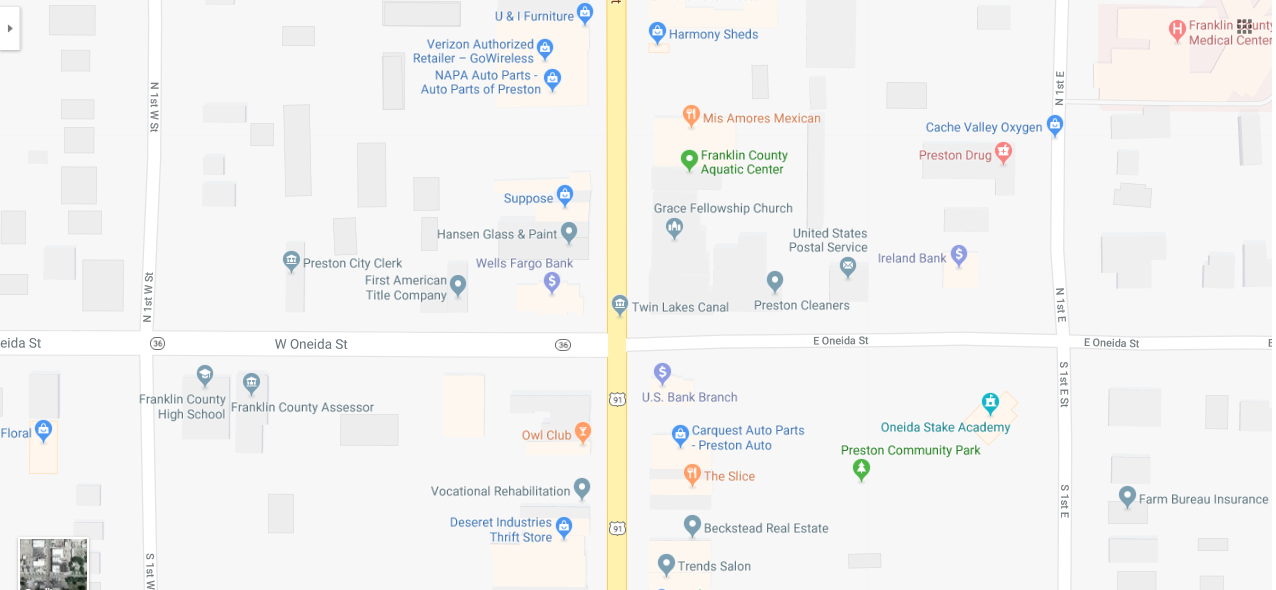 U & I Furniture
Harmony Sheds
Franklin County
Medical Center
Verizon Authorized
Retailer – GoWireless
NAPA Auto Parts -
Auto Parts of Preston
N 1st W St
N 1st E
Mis Amores Mexican
Cache Valley Oxygen
Franklin County
Aquatic Center
Preston Drug
Suppose
Grace Fellowship Church
Hansen Glass & Paint
United States
Postal Service
Ireland Bank
Preston City Clerk
Wells Fargo Bank
First American
Title Company
N 1st W St
N 1st E
Twin Lakes Canal
Preston Cleaners
eida St
36
W Oneida St
36
E Oneida St
E Oneida St
E
Franklin County
High School
Franklin County Assessor
91
U.S. Bank Branch
S 1st E St
Floral
Owl Club
Carquest Auto Parts
- Preston Auto
Oneida Stake Academy
Preston Community Park
The Slice
Vocational Rehabilitation
S 1st E
Farm Bureau Insurance
Deseret Industries
Thrift Store
91
Beckstead Real Estate
S 1st W
Trends Salon